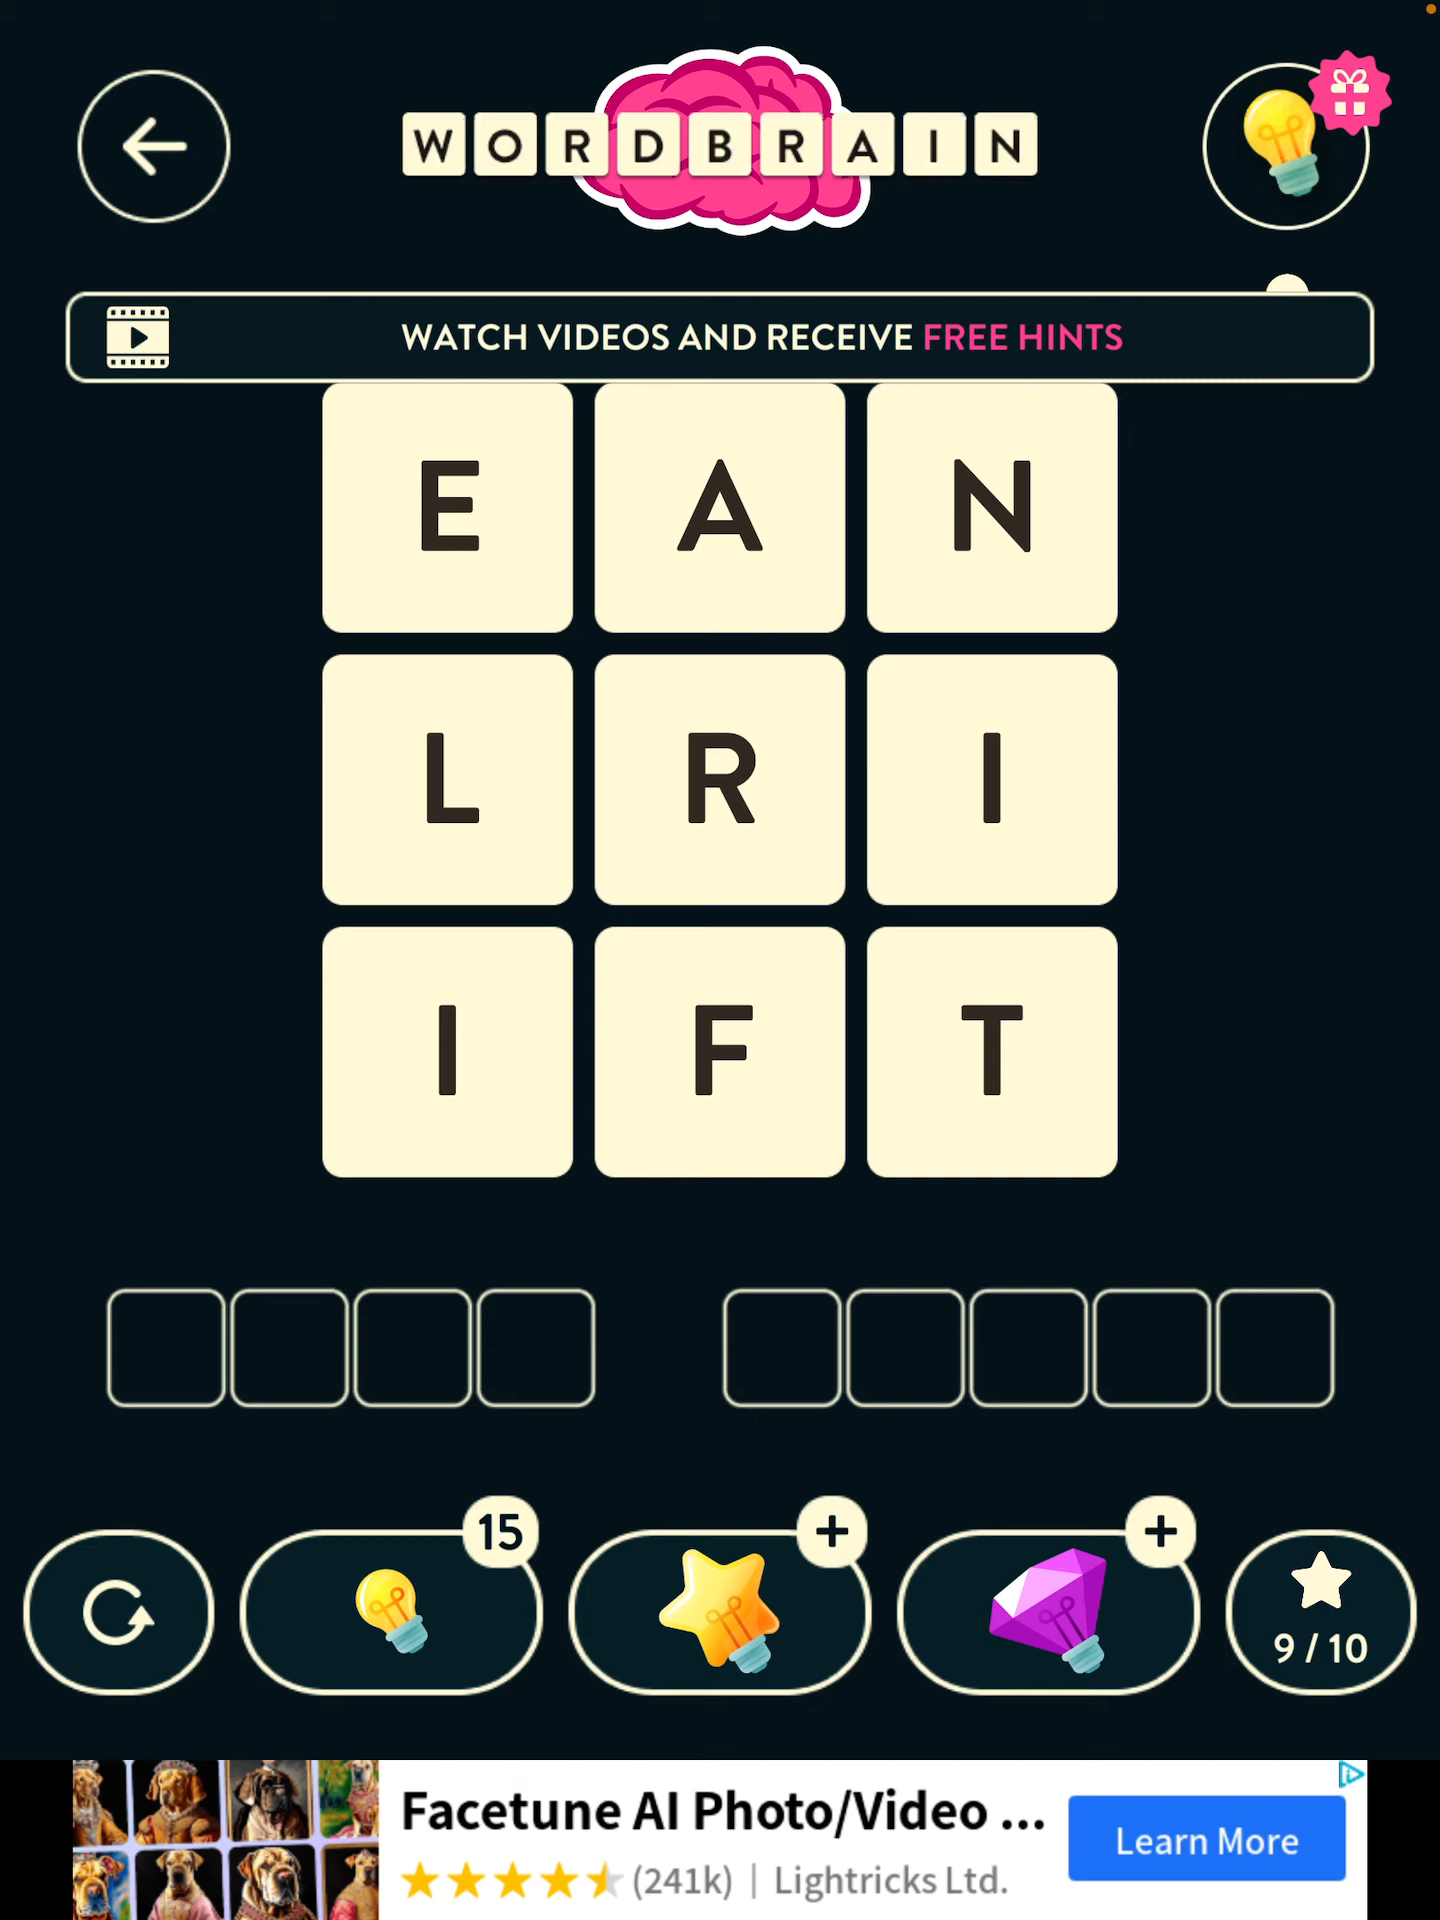 WORDBRAIN
WATCH VIDEOS AND RECEIVE FREE HINTS
E A N
L R I
I F T
15 + +
9 / 10
Facetune AI Photo/Video ...
(241k) | Lightricks Ltd.
Learn More